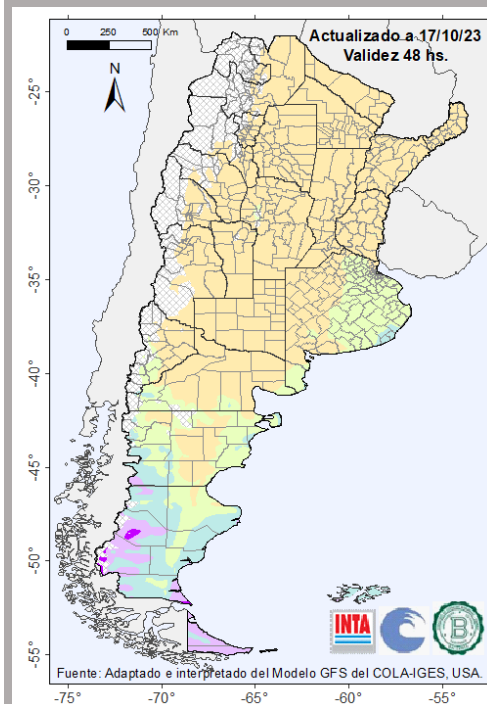 Actualizado a 17/10/23
Validez 48 hs.
0 250 500 Km
N
-25°
-30°
-35°
-40°
-45°
-50°
-55°
INTA
B
Fuente: Adaptado e interpretado del Modelo GFS del COLA-IGES, USA.
-75 -70 -65 -60 -55